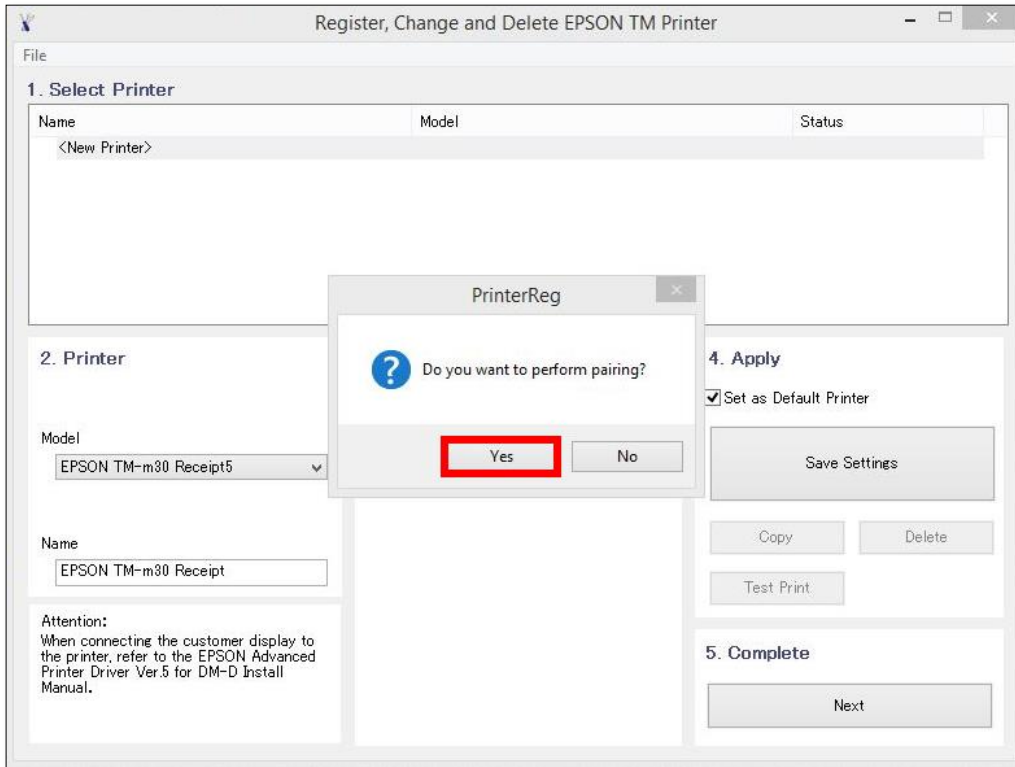 Register, Change and Delete EPSON TM Printer
File
1. Select Printer
Name Model Status
<New Printer>
PrinterReg
Do you want to perform pairing?
Yes No
2. Printer
Model
EPSON TM-m30 Receipt5
Name
EPSON TM-m30 Receipt
Attention:
When connecting the customer display to
the printer, refer to the EPSON Advanced
Printer Driver Ver.5 for DM-D Install
Manual.
4. Apply
Set as Default Printer
Save Settings
Copy Delete
Test Print
5. Complete
Next